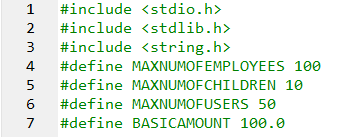 1 #include <stdio.h>
2 #include <stdlib.h>
3 #include <string.h>
4 #define MAXNUMOFEMPLOYEES 100
5 #define MAXNUMOFCHILDREN 10
6 #define MAXNUMOFUSERS 50
7 #define BASICAMOUNT 100.0